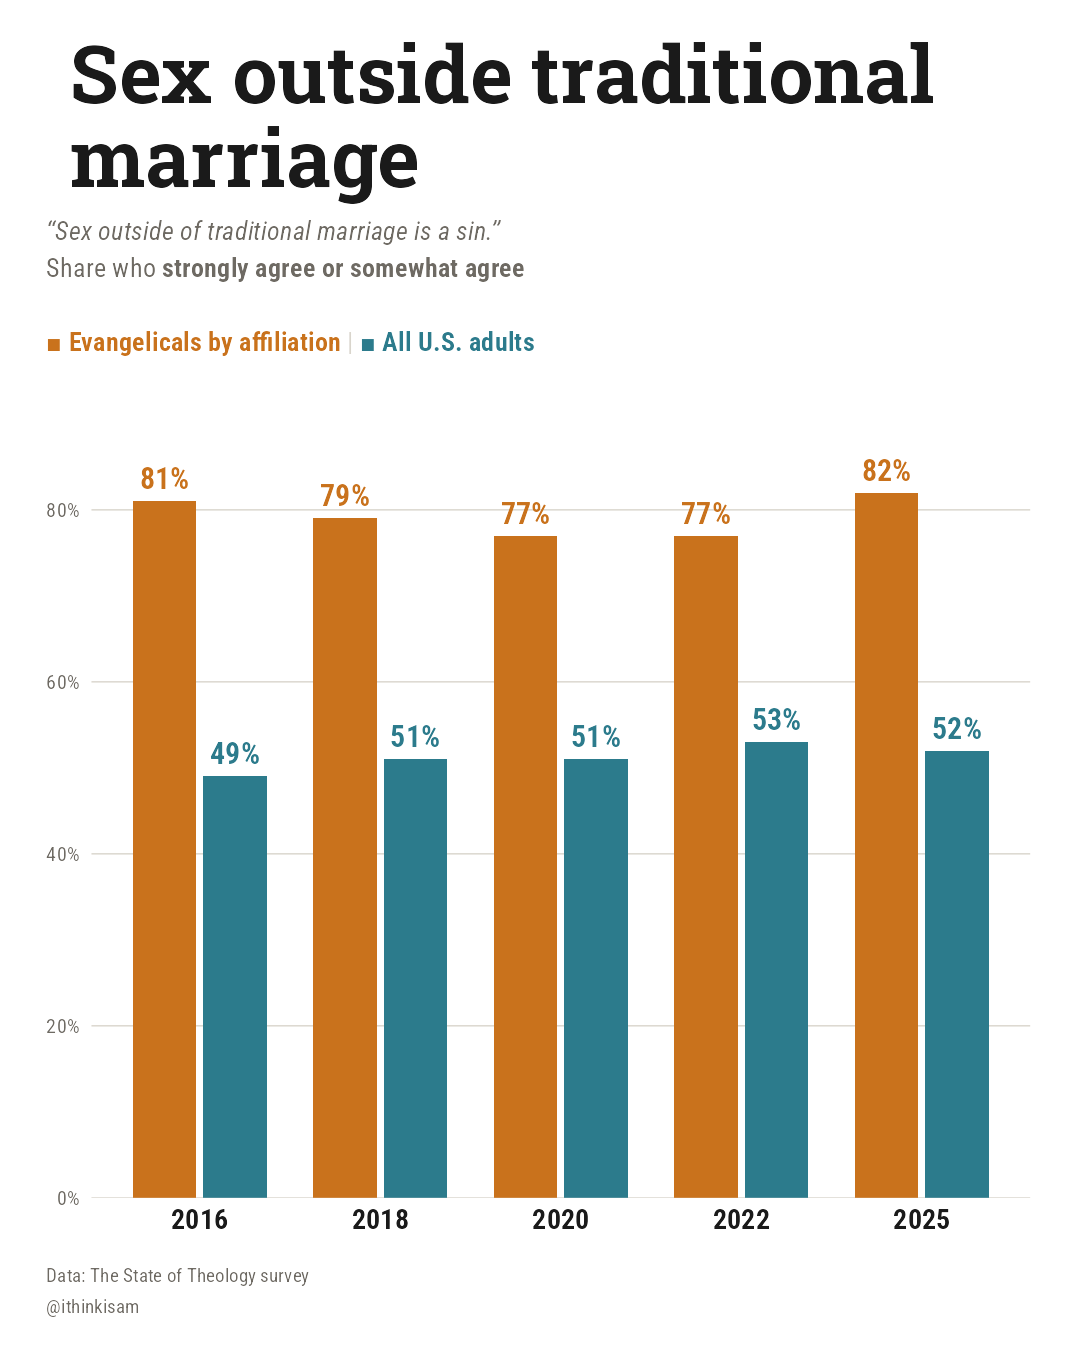 Sex outside traditional
marriage
“Sex outside of traditional marriage is a sin.”
Share who strongly agree or somewhat agree
■ Evangelicals by affiliation | ■ All U.S. adults
81%
79%
77%
77%
82%
49%
51%
51%
53%
52%
80%
60%
40%
20%
0%
2016 2018 2020 2022 2025
Data: The State of Theology survey
@ithinkisam